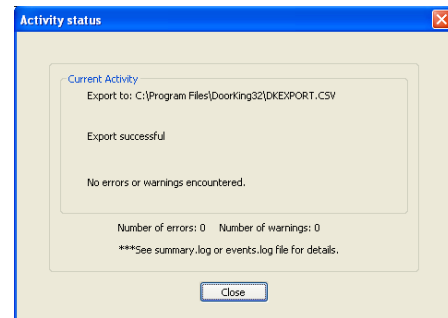 Activity status
Current Activity
Export to: C:\Program Files\DoorKing32\DKEXPORT.CSV
Export successful
No errors or warnings encountered.
Number of errors: 0 Number of warnings: 0
***See summary.log or events.log file for details.
Close